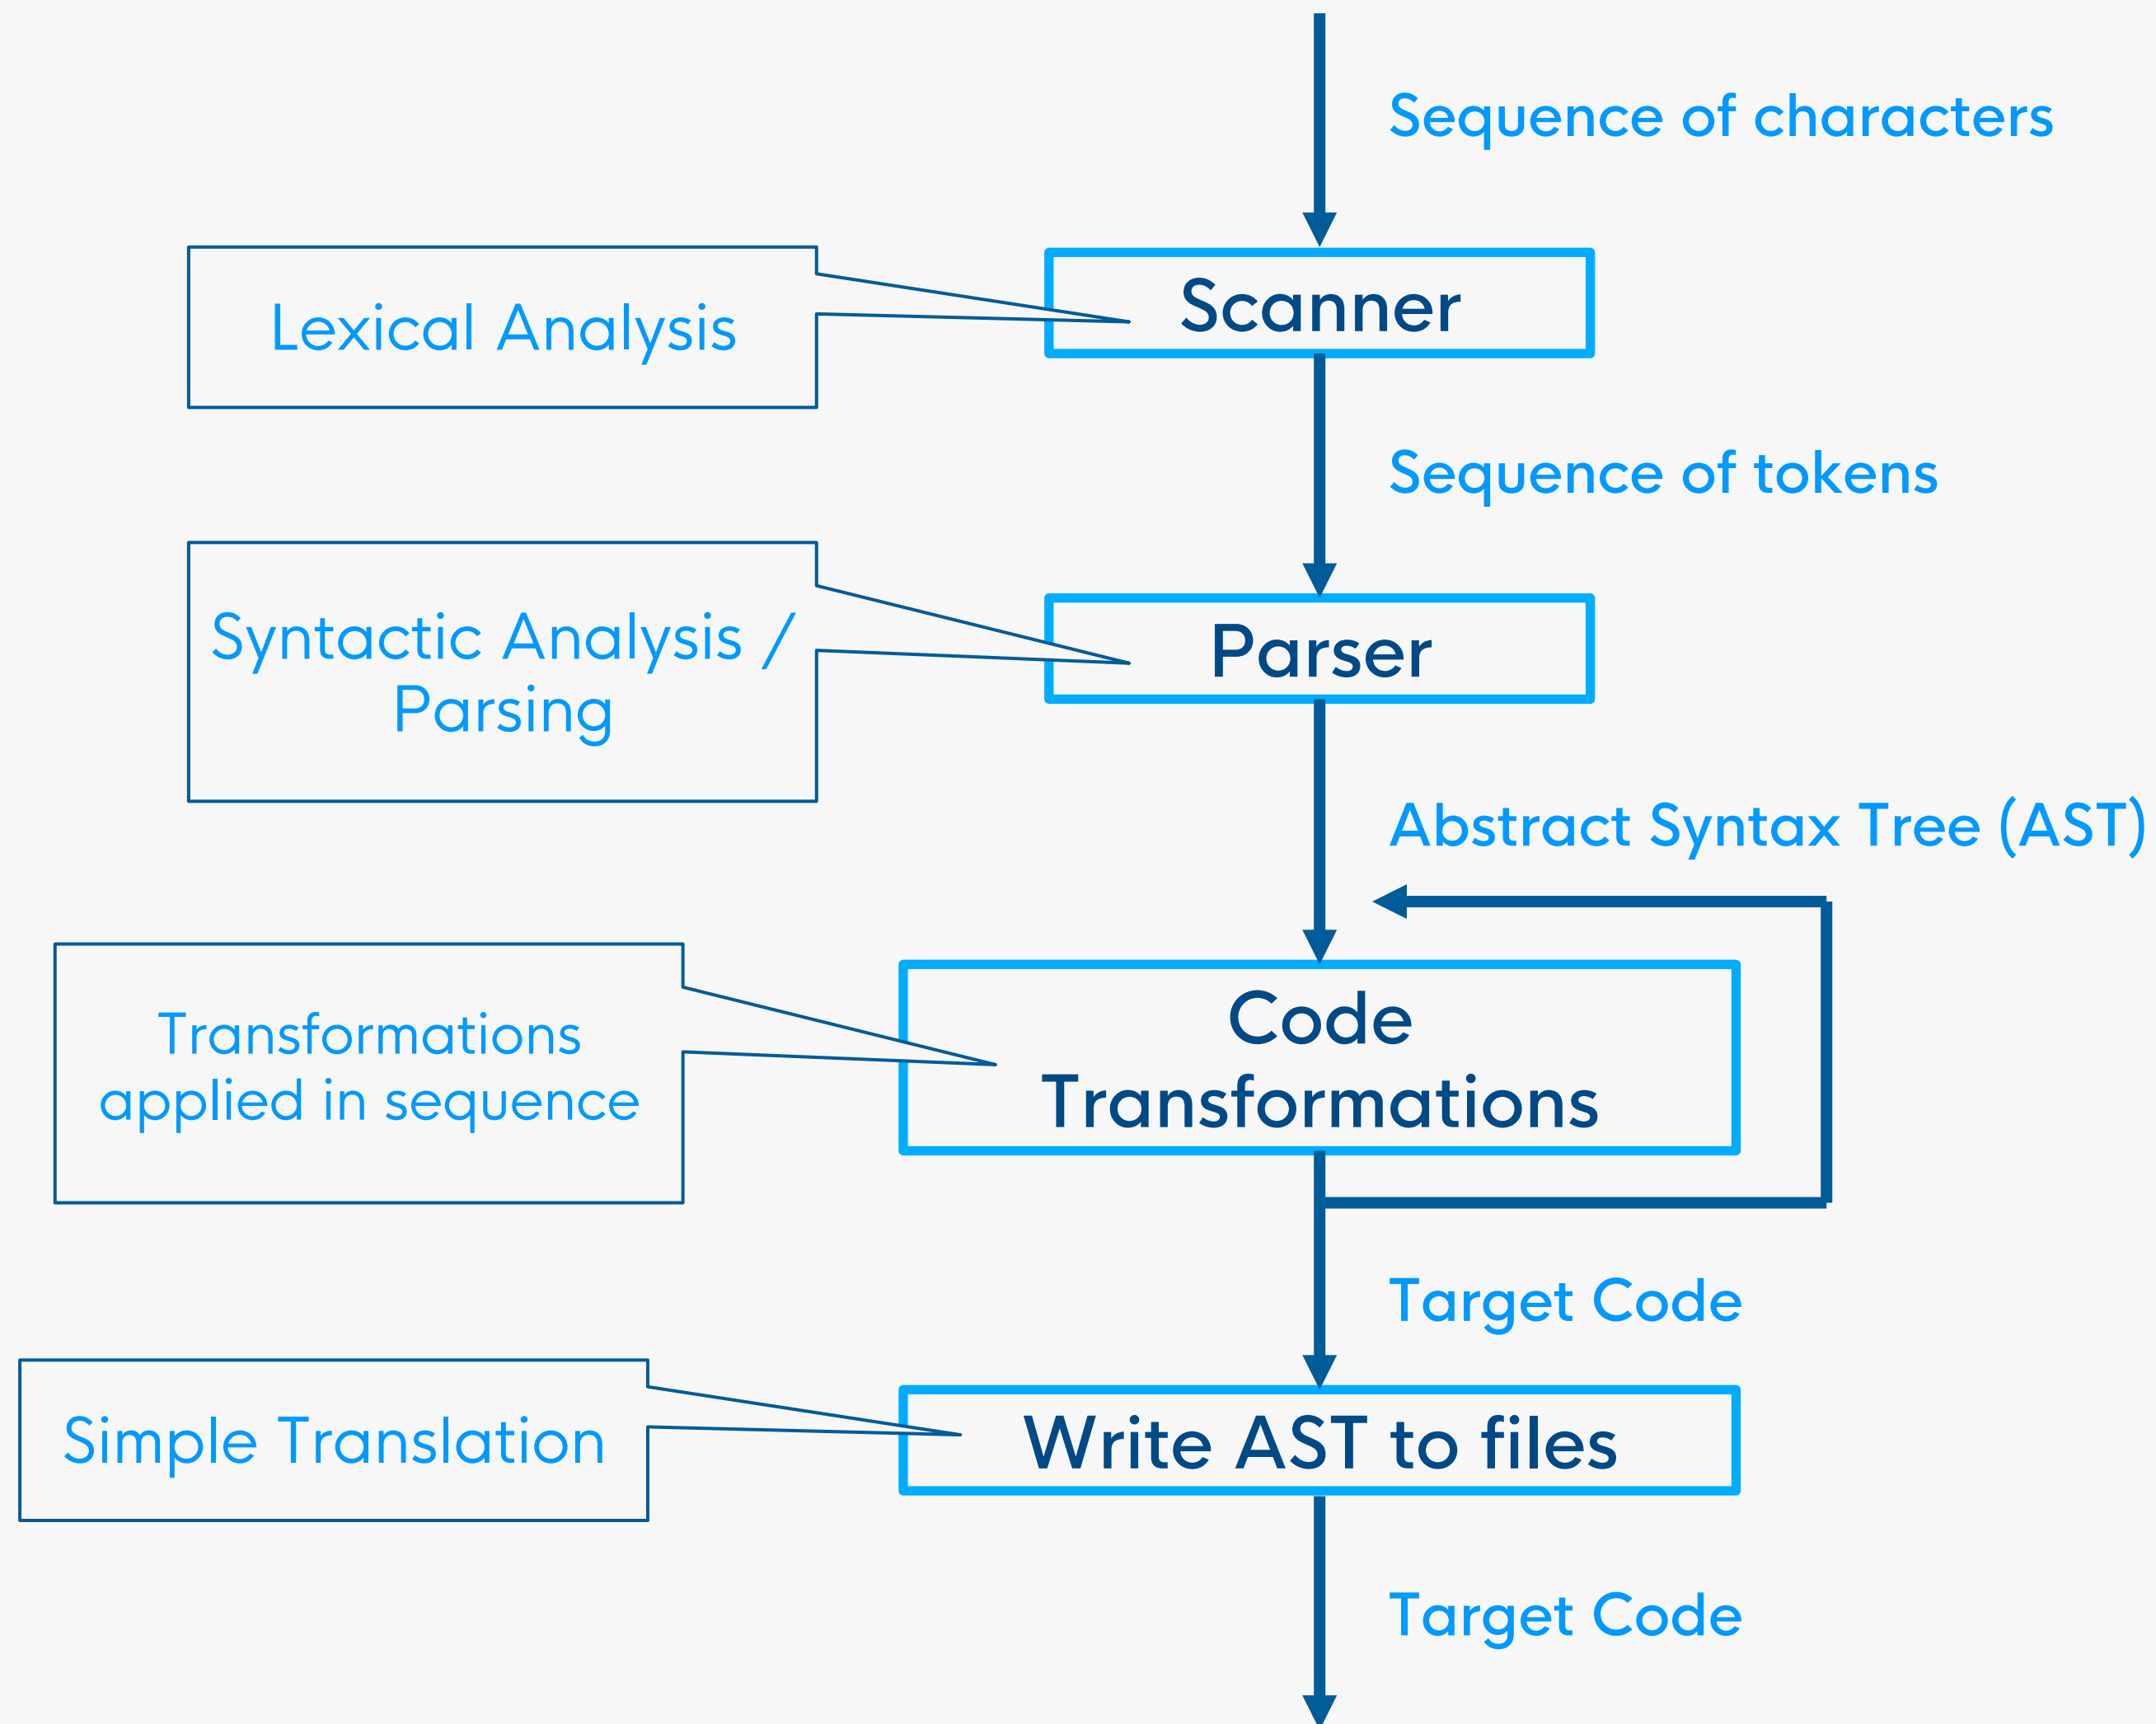 Sequence of characters
Lexical Analysis
Scanner
Sequence of tokens
Syntactic Analysis /
Parsing
Parser
Abstract Syntax Tree (AST)
Transformations
applied in sequence
Code
Transformations
Target Code
Simple Translation
Write AST to files
Target Code